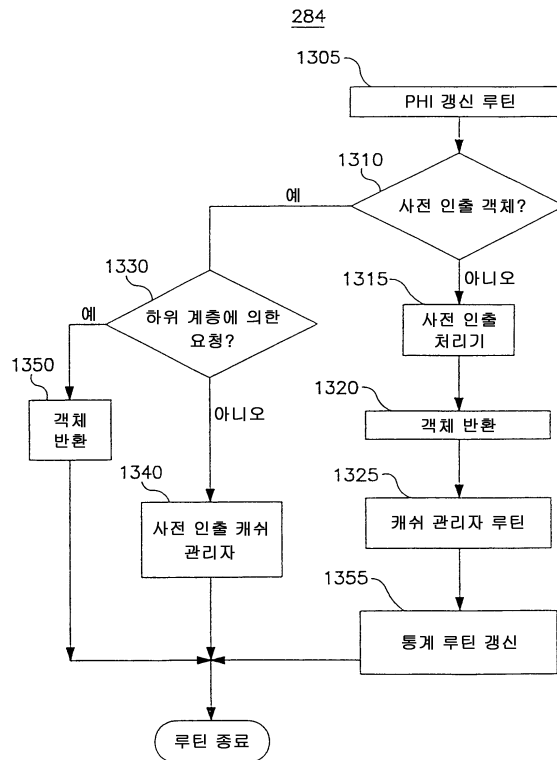 284
1305
PHI 갱신 루틴
1310
사전 인출 객체?
예
아니오
1330
하위 계층에 의한
요청?
예
아니오
1315
사전 인출
처리기
1350
객체
반환
1320
객체 반환
1340
사전 인출 캐쉬
관리자
1325
캐쉬 관리자 루틴
1355
통계 루틴 갱신
루틴 종료